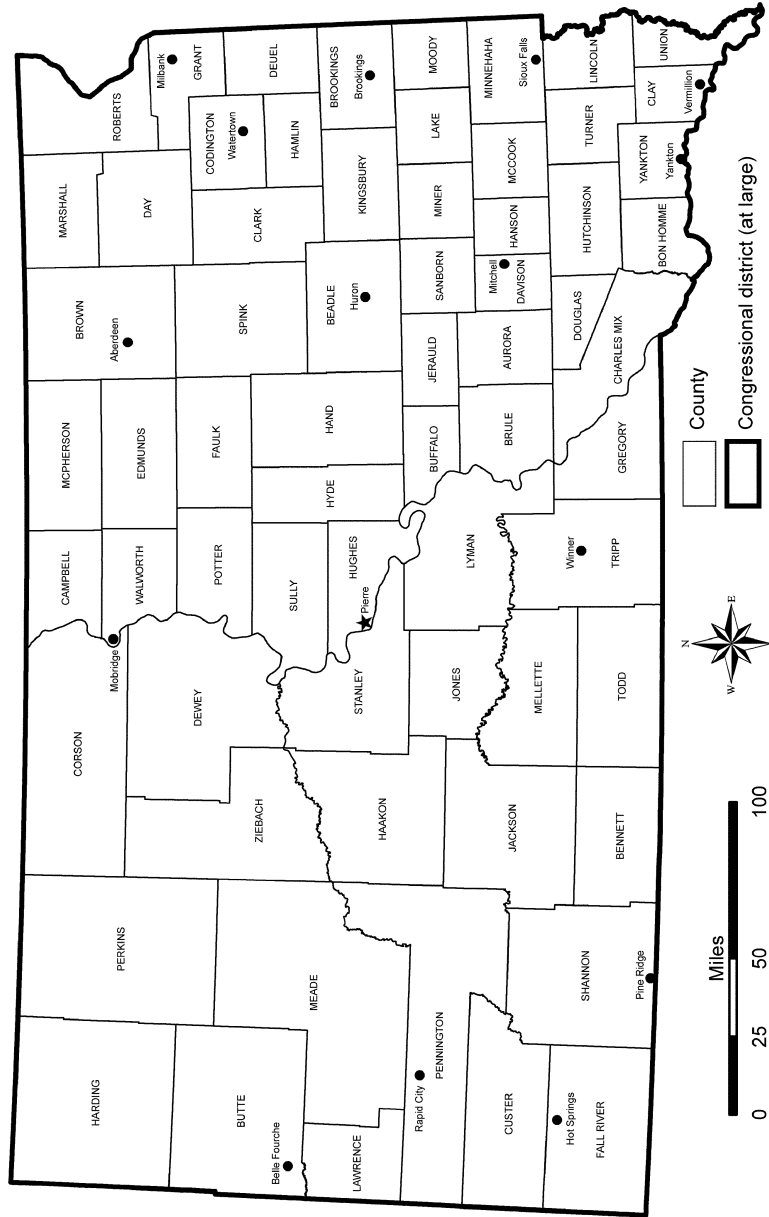 HARDING
PERKINS
CORSON
CAMPBELL
MCPHERSON
BROWN
MARSHALL
ROBERTS
Mobridge
WALWORTH
EDMUNDS
Aberdeen
DAY
Milbank
GRANT
BUTTE
Belle Fourche
ZIEBACH
DEWEY
POTTER
FAULK
SPINK
CODINGTON
Watertown
DEUEL
CLARK
HAMLIN
MEADE
SULLY
HYDE
HAND
BEADLE
Huron
KINGSBURY
BROOKINGS
Brookings
LAWRENCE
HAAKON
STANLEY
HUGHES
Pierre
Rapid City
PENNINGTON
BUFFALO
JERAULD
SANBORN
MINER
LAKE
MOODY
CUSTER
JACKSON
JONES
LYMAN
BRULE
AURORA
Mitchell
DAVISON
HANSON
MCCOOK
MINNEHAHA
Sioux Falls
Hot Springs
FALL RIVER
SHANNON
Pine Ridge
BENNETT
MELLETTE
TODD
Winner
TRIPP
GREGORY
CHARLES MIX
DOUGLAS
HUTCHINSON
TURNER
LINCOLN
BON HOMME
YANKTON
Yankton
CLAY
Vermillion
UNION
Miles
0 25 50 100
N
W E
County
Congressional district (at large)